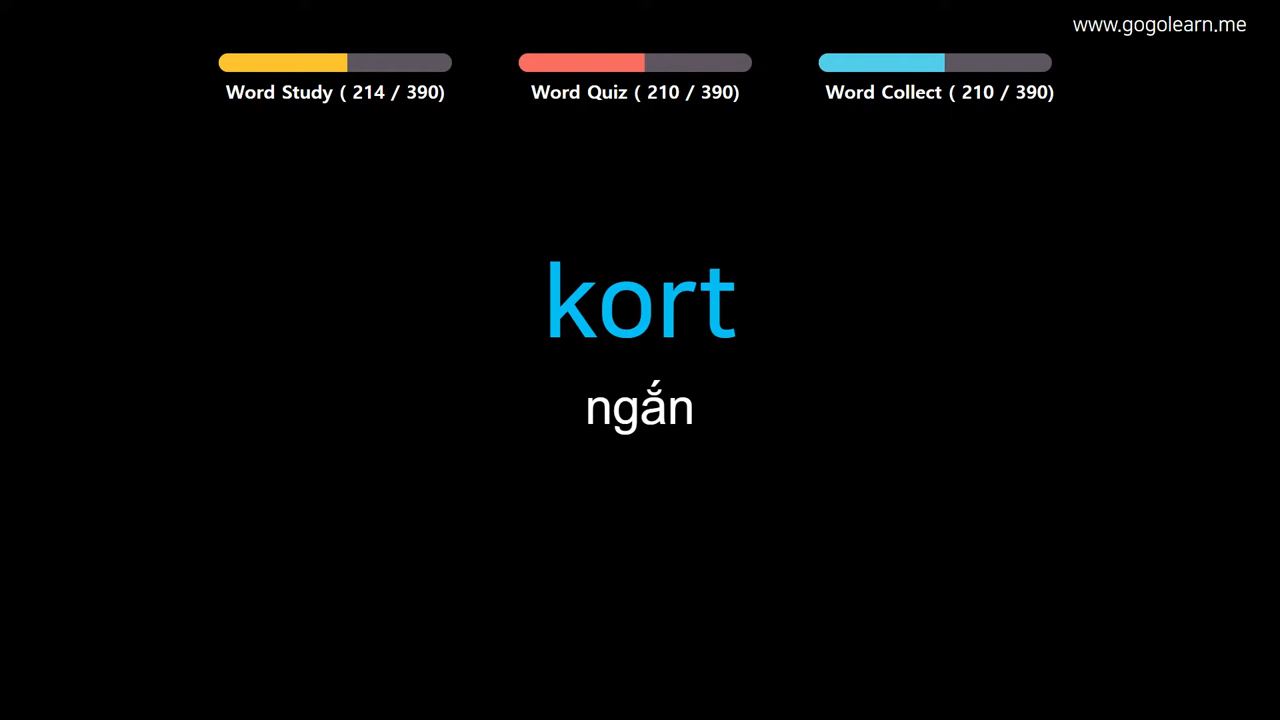 www.gogolearn.me
Word Study ( 214 / 390)
Word Quiz ( 210 / 390)
Word Collect ( 210 / 390)
kort
ngắn